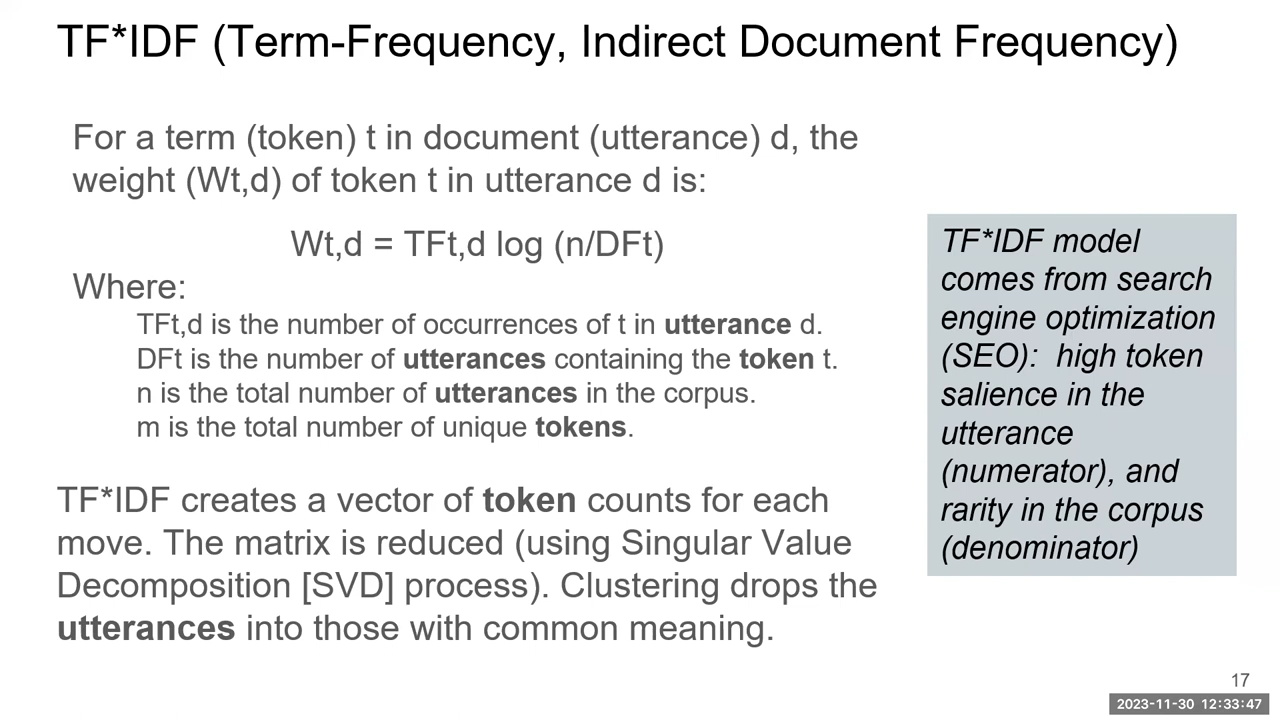 TF*IDF (Term-Frequency, Indirect Document Frequency)
For a term (token) t in document (utterance) d, the
weight (Wt,d) of token t in utterance d is:
Wt,d = TFt,d log (n/DFt)
Where:
TFt,d is the number of occurrences of t in utterance d.
DFt is the number of utterances containing the token t.
n is the total number of utterances in the corpus.
m is the total number of unique tokens.
TF*IDF creates a vector of token counts for each
move. The matrix is reduced (using Singular Value
Decomposition [SVD] process). Clustering drops the
utterances into those with common meaning.
TF*IDF model
comes from search
engine optimization
(SEO): high token
salience in the
utterance
(numerator), and
rarity in the corpus
(denominator)
17
2023-11-30 12:33:47